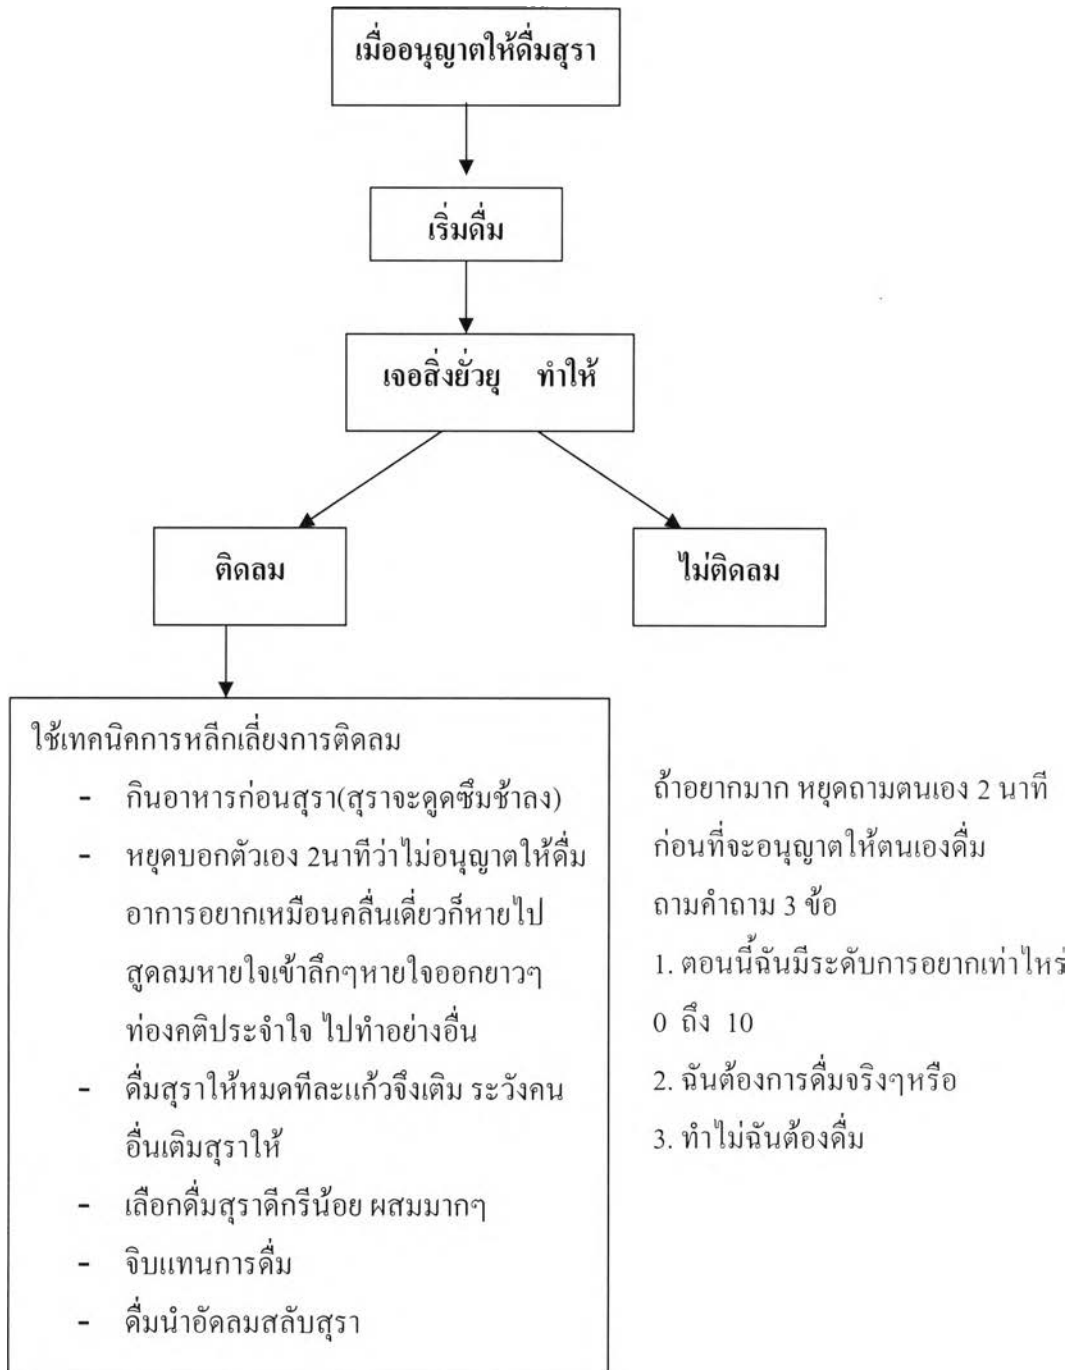 เมื่ออนุญาตให้ดื่มสุรา
เริ่มดื่ม
เจอสิ่งยั่วยุ ทำให้
ติดลม
ไม่ติดลม
ใช้เทคนิคการหลีกเลี่ยงการติดลม
- กินอาหารก่อนสุรา(สุราจะดูดซึมช้าลง)
- หยุดบอกตัวเอง 2นาทีว่าไม่อนุญาตให้ดื่ม
อาการอยากเหมือนคลื่นเดี่ยวก็หายไป
สูดลมหายใจเข้าลึกๆหายใจออกยาวๆ
ท่องคติประจำใจ ไปทำอย่างอื่น
- ดื่มสุราให้หมดทีละแก้วจึงเติม ระวังคน
อื่นเติมสุราให้
- เลือกดื่มสุราดีกรีน้อย ผสมมากๆ
- จิบแทนการดื่ม
- ดื่มนำอัดลมสลับสุรา
ถ้าอยากมาก หยุดถามตนเอง 2 นาที
ก่อนที่จะอนุญาตให้ตนเองดื่ม
ถามคำถาม 3 ข้อ
1. ตอนนี้ฉันมีระดับการอยากเท่าไหร่
0 ถึง 10
2. ฉันต้องการดื่มจริงๆหรือ
3. ทำไม่ฉันต้องดื่ม